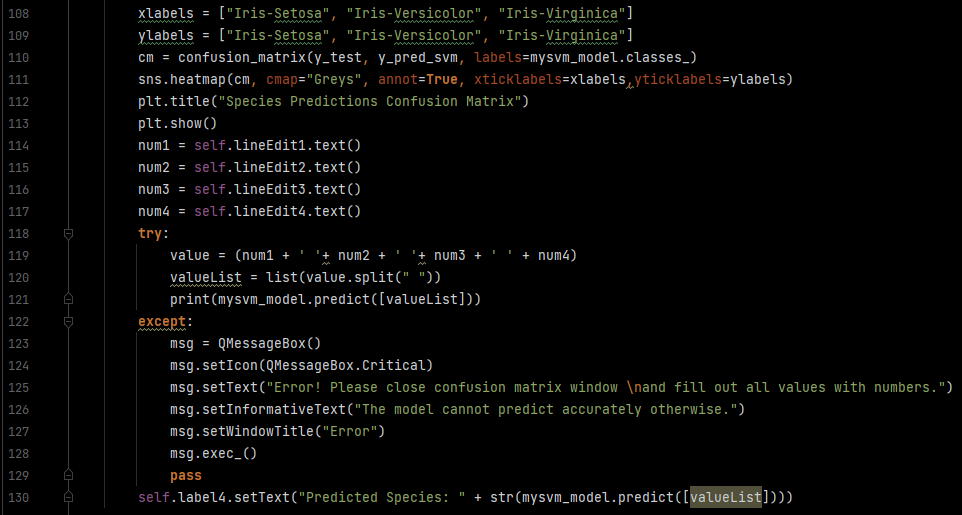 108 xlabels = ["Iris-Setosa", "Iris-Versicolor", "Iris-Virginica"]
109 ylabels = ["Iris-Setosa", "Iris-Versicolor", "Iris-Virginica"]
110 cm = confusion_matrix(y_test, y_pred_svm, labels=mysvm_model.classes_)
111 sns.heatmap(cm, cmap="Greys", annot=True, xticklabels=xlabels,yticklabels=ylabels)
112 plt.title("Species Predictions Confusion Matrix")
113 plt.show()
114 num1 = self.lineEdit1.text()
115 num2 = self.lineEdit2.text()
116 num3 = self.lineEdit3.text()
117 num4 = self.lineEdit4.text()
118 try:
119 value = (num1 + ' '+ num2 + ' '+ num3 + ' ' + num4)
120 valueList = list(value.split(" "))
121 print(mysvm_model.predict([valueList]))
122 except:
123 msg = QMessageBox()
124 msg.setIcon(QMessageBox.Critical)
125 msg.setText("Error! Please close confusion matrix window \nand fill out all values with numbers.")
126 msg.setInformativeText("The model cannot predict accurately otherwise.")
127 msg.setWindowTitle("Error")
128 msg.exec_()
129 pass
130 self.label4.setText("Predicted Species: " + str(mysvm_model.predict([valueList])))